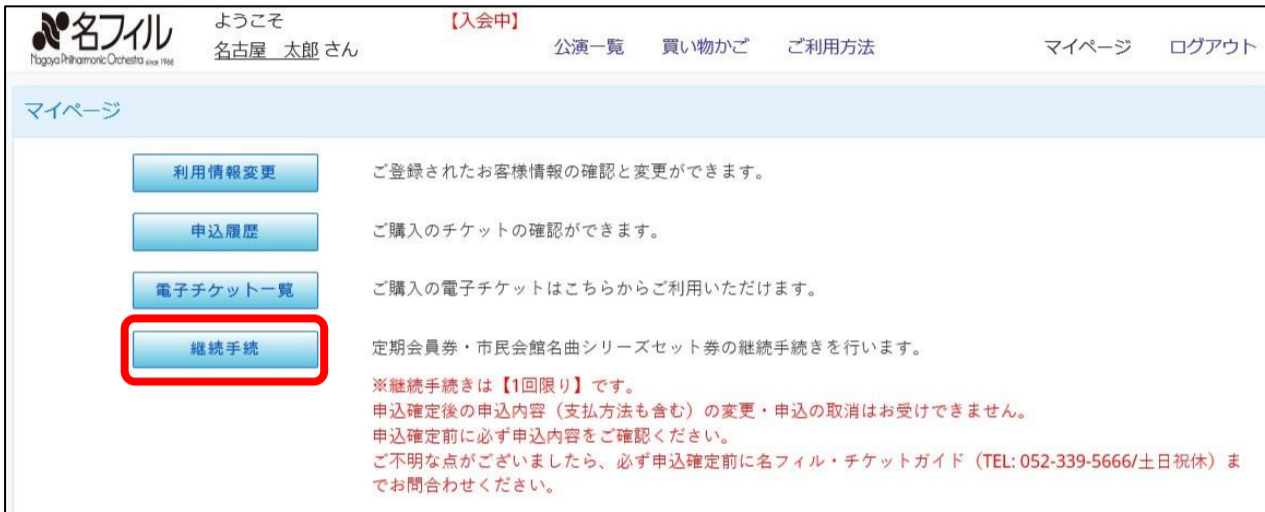 名フィル
Nagoya Philharmonic Orchestra since 1966
ようこそ
【入会中】
名古屋 太郎 さん
公演一覧 買い物かご ご利用方法 マイページ ログアウト
マイページ
利用情報変更 ご登録されたお客様情報の確認と変更ができます。
申込履歴 ご購入のチケットの確認ができます。
電子チケット一覧 ご購入の電子チケットはこちらからご利用いただけます。
継続手続 定期会員券・市民会館名曲シリーズセット券の継続手続きを行います。
※継続手続きは【1回限り】です。
申込確定後の申込内容（支払方法も含む）の変更・申込の取消はお受けできません。
申込確定前に必ず申込内容をご確認ください。
ご不明な点がございましたら、必ず申込確定前に名フィル・チケットガイド（TEL: 052-339-5666/土日祝休）ま
でお問合わせください。